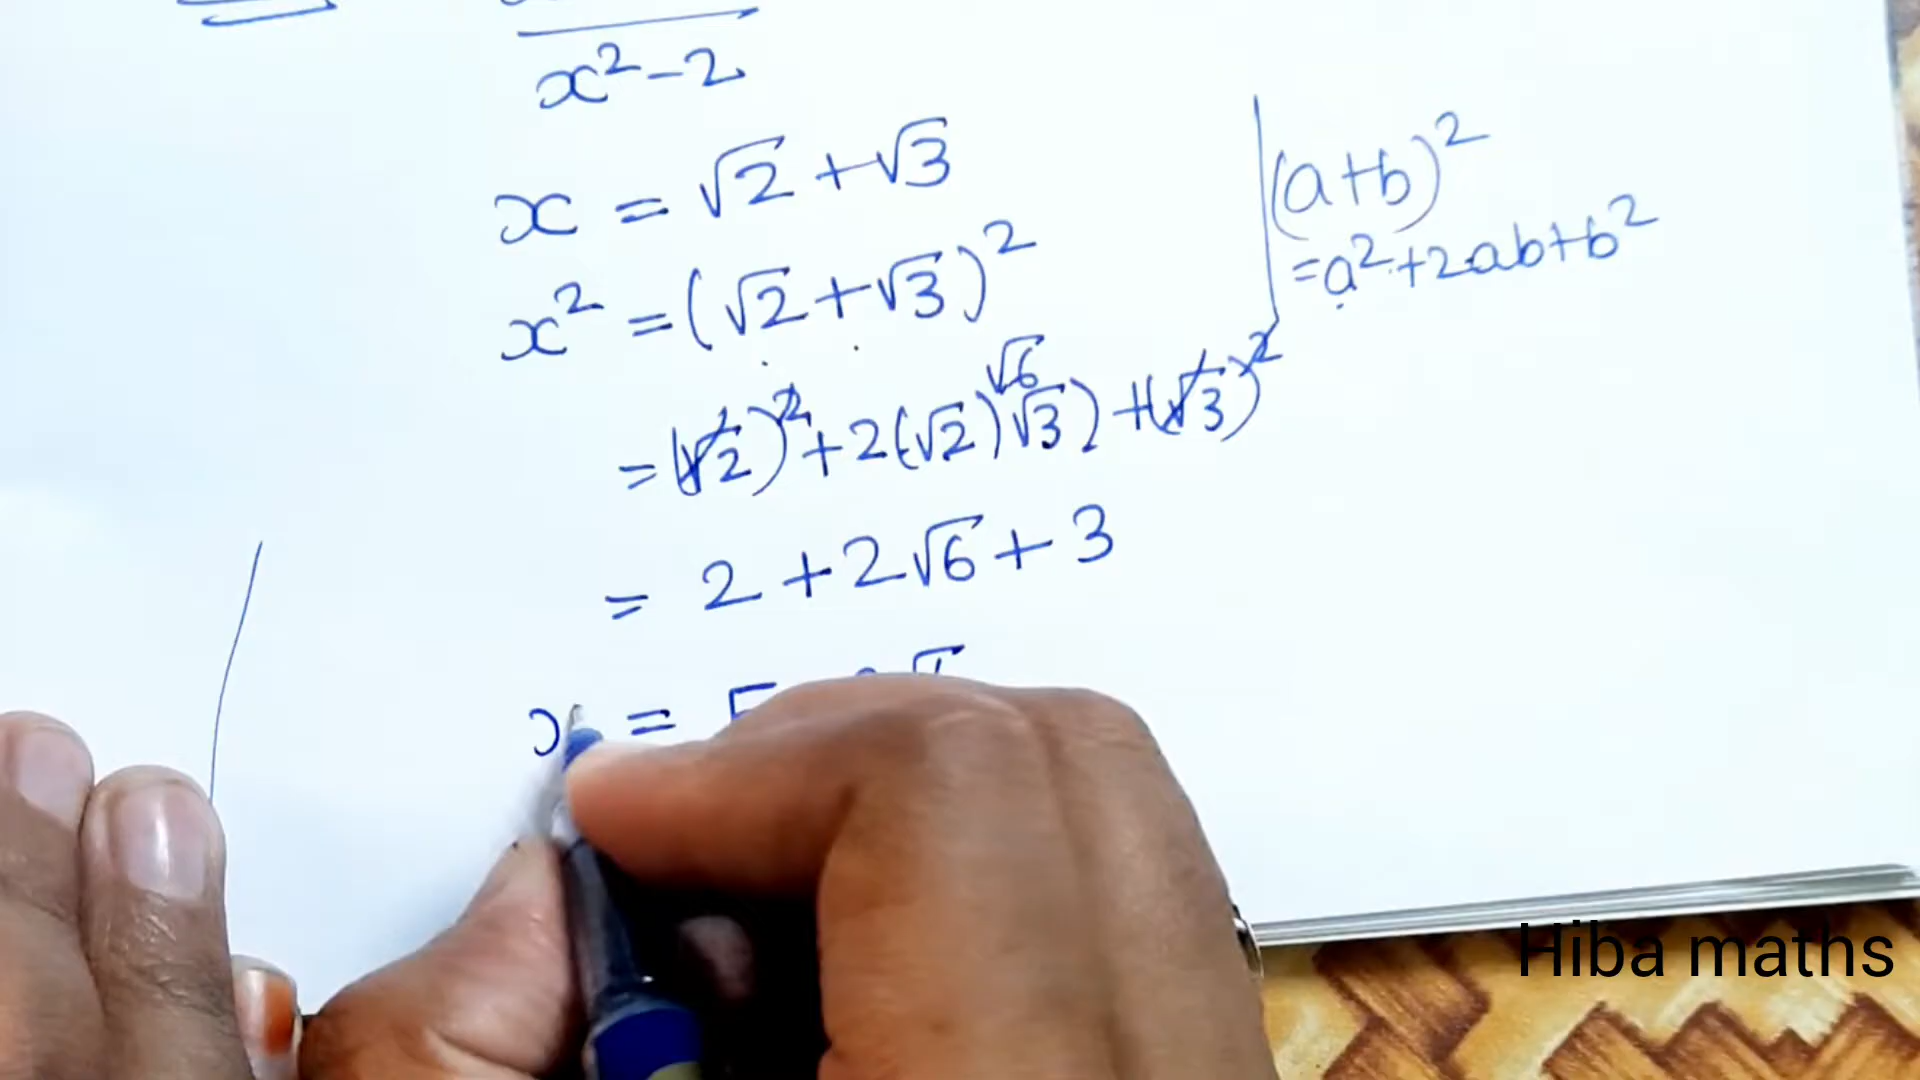 x² - 2
x = √2 + √3
x² = (√2 + √3)²
= (√2)² + 2(√2)(√3) + (√3)²
√6
= 2 + 2√6 + 3
x =
(a+b)²
= a² + 2ab + b²
Hiba maths